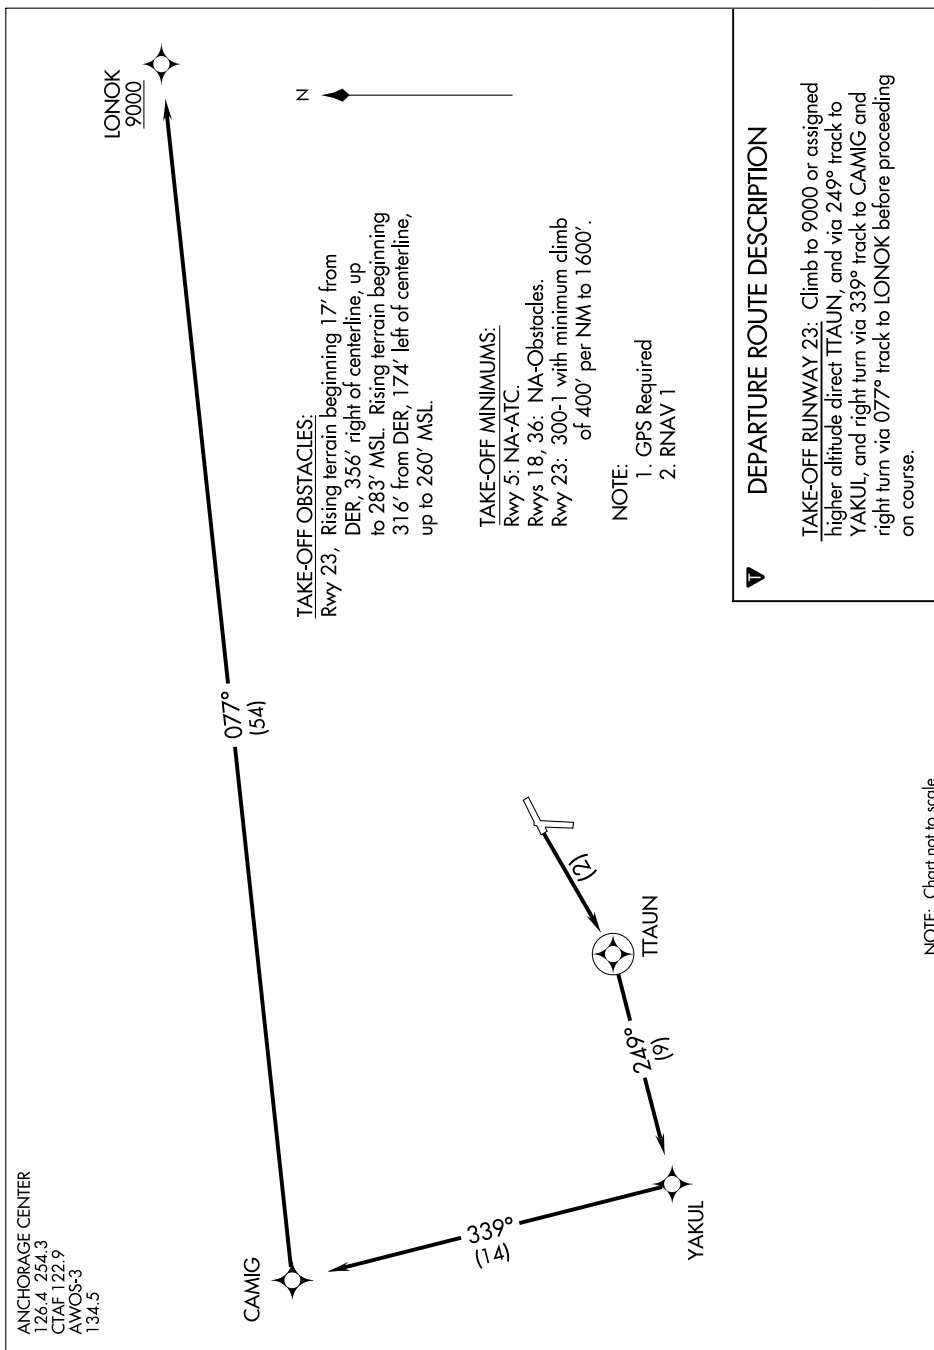 ANCHORAGE CENTER
126.4 254.3
CTAF 122.9
AWOS-3
134.5
LONOK
9000
N
077°
(54)
CAMIG
339°
(14)
YAKUL
249°
(9)
TTAUN
(2)
TAKE-OFF OBSTACLES:
Rwy 23, Rising terrain beginning 17' from
DER, 356' right of centerline, up
to 283' MSL. Rising terrain beginning
316' from DER, 174' left of centerline,
up to 260' MSL.
TAKE-OFF MINIMUMS:
Rwy 5: NA-ATC.
Rwys 18, 36: NA-Obstacles.
Rwy 23: 300-1 with minimum climb
of 400' per NM to 1600'.
NOTE:
1. GPS Required
2. RNAV 1
T
DEPARTURE ROUTE DESCRIPTION
TAKE-OFF RUNWAY 23: Climb to 9000 or assigned
higher altitude direct TTAUN, and via 249° track to
YAKUL, and right turn via 339° track to CAMIG and
right turn via 077° track to LONOK before proceeding
on course.
NOTE: Chart not to scale